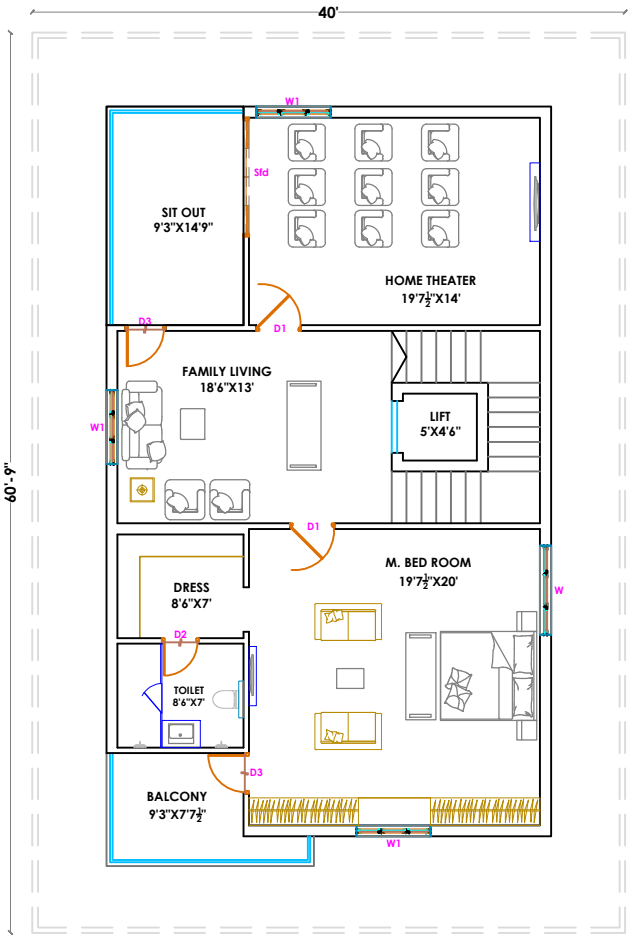 40'
W1
Sfd
SIT OUT
9'3"X14'9"
HOME THEATER
19'7½"X14'
D3
D1
FAMILY LIVING
18'6"X13'
W1
LIFT
5'X4'6"
60'-9"
D1
M. BED ROOM
19'7½"X20'
W
DRESS
8'6"X7'
D2
TOILET
8'6"X7'
D3
BALCONY
9'3"X7'7½"
W1